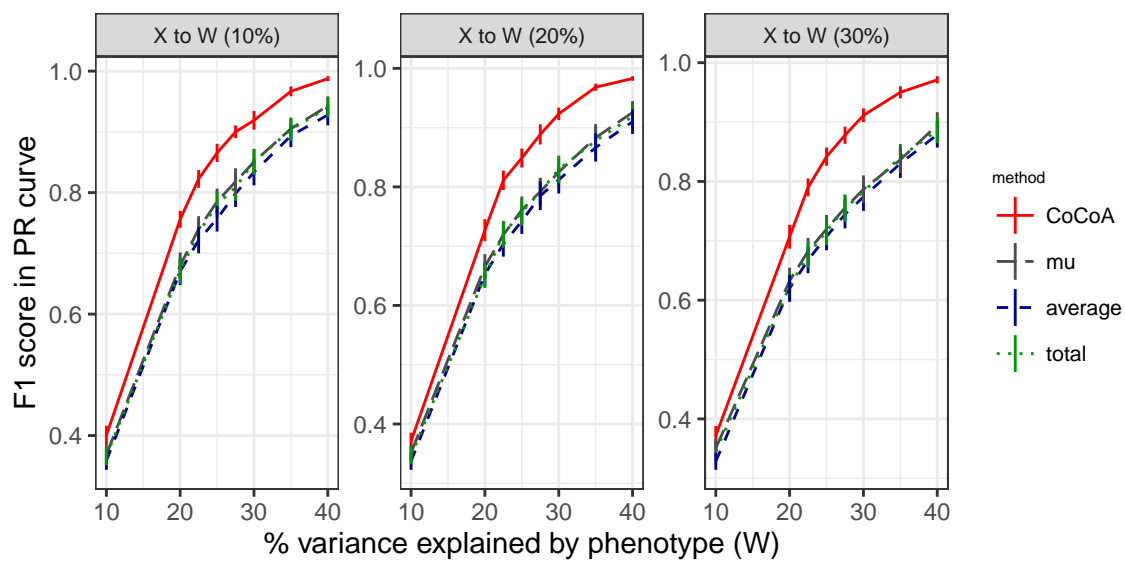 X to W (10%)
X to W (20%)
X to W (30%)
F1 score in PR curve
1.0
0.8
0.6
0.4
1.0
0.8
0.6
0.4
1.0
0.8
0.6
0.4
10 20 30 40
10 20 30 40
10 20 30 40
% variance explained by phenotype (W)
method
CoCoA
mu
average
total